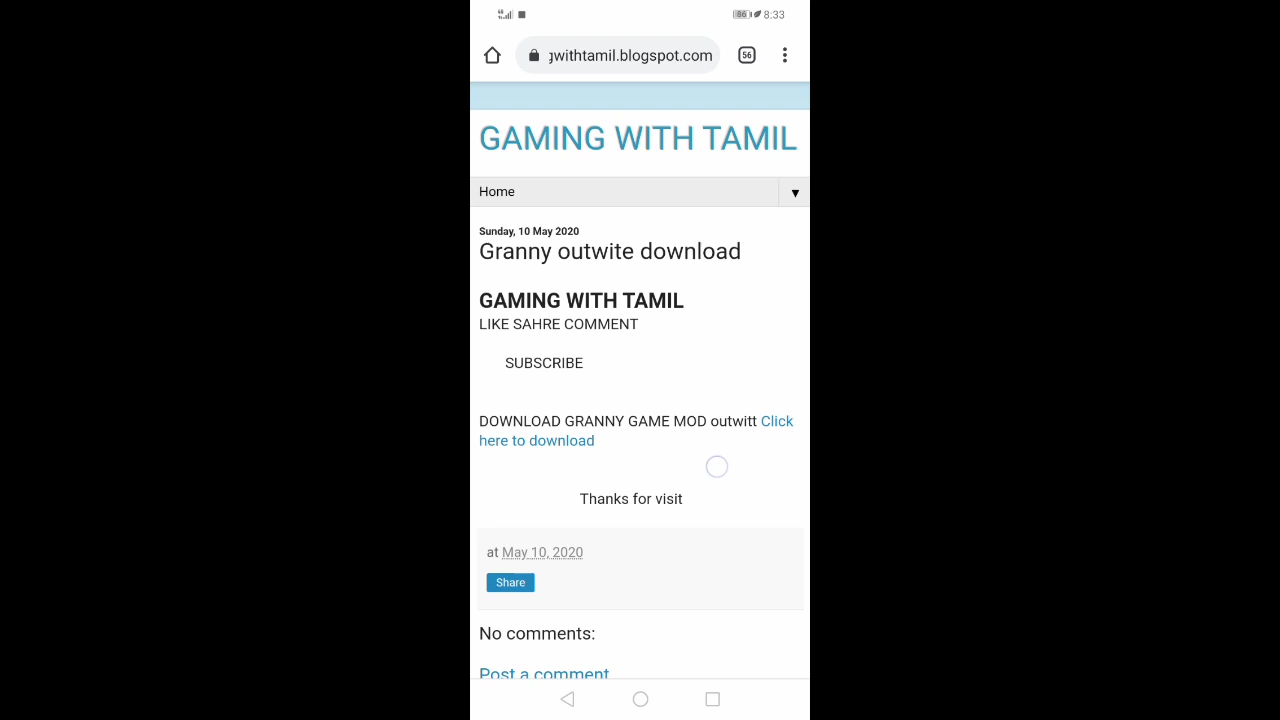 86 8:33
gwithtamil.blogspot.com 56
GAMING WITH TAMIL
Home ▼
Sunday, 10 May 2020
Granny outwite download
GAMING WITH TAMIL
LIKE SAHRE COMMENT
SUBSCRIBE
DOWNLOAD GRANNY GAME MOD outwitt Click
here to download
Thanks for visit
at May 10, 2020
Share
No comments:
Post a comment